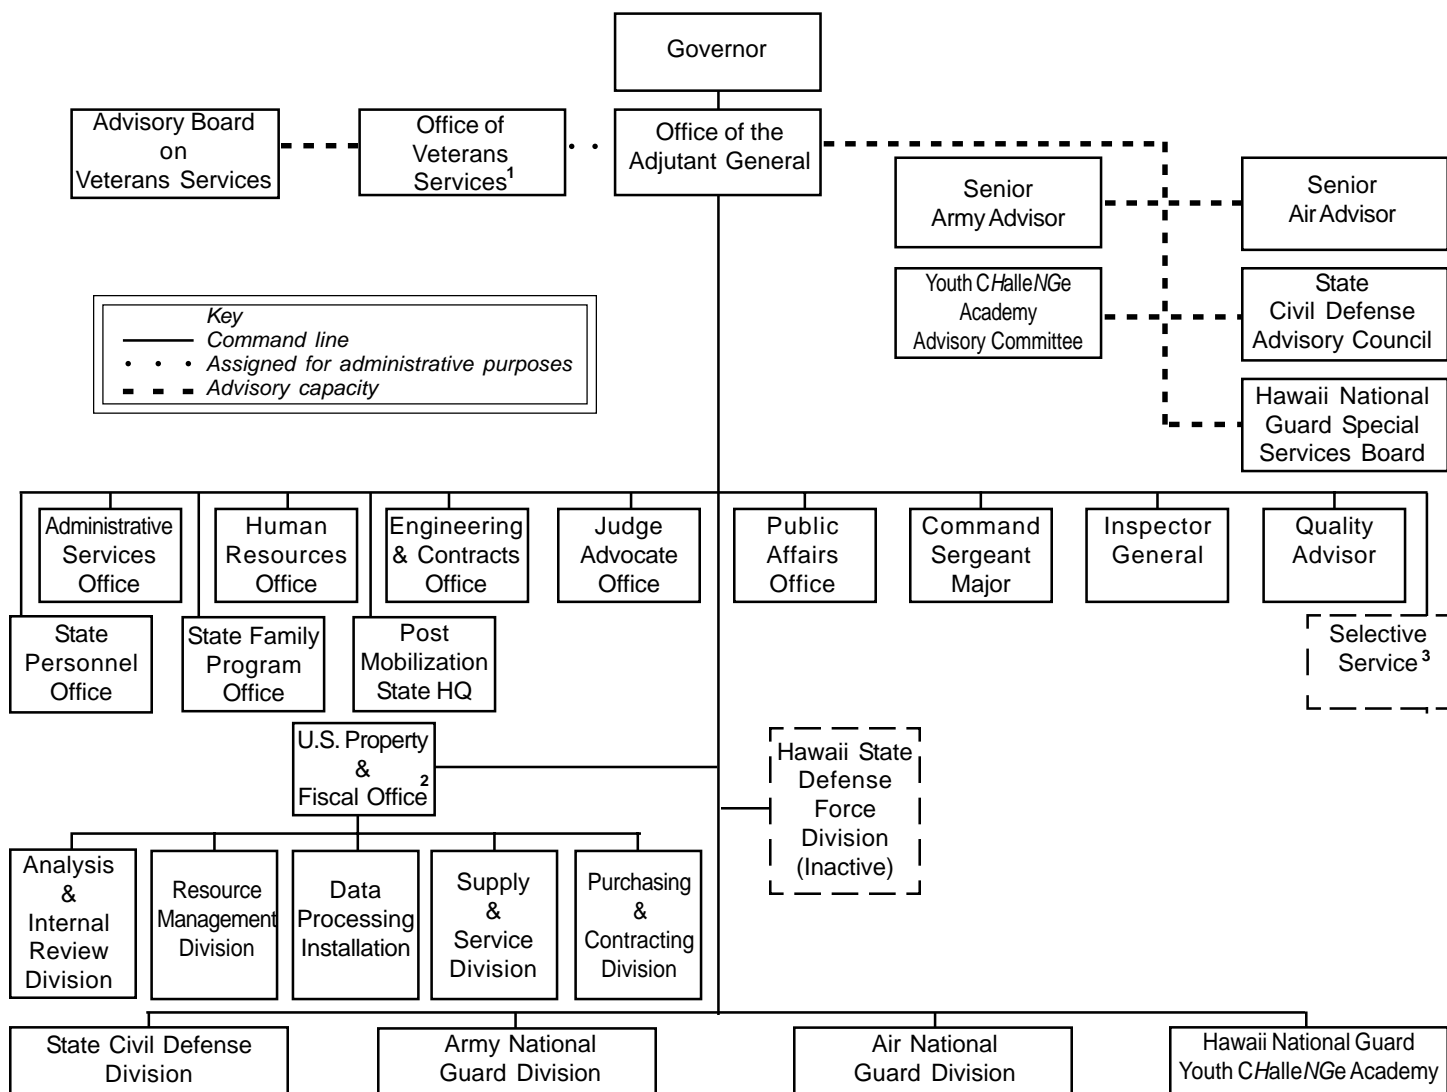 Governor
Advisory Board
on
Veterans Services
Office of
Veterans
Services1
Office of the
Adjutant General
Senior
Army Advisor
Senior
Air Advisor
Youth CHalleNGe
Academy
Advisory Committee
State
Civil Defense
Advisory Council
Hawaii National
Guard Special
Services Board
Key
Command line
Assigned for administrative purposes
Advisory capacity
Administrative
Services
Office
Human
Resources
Office
Engineering
& Contracts
Office
Judge
Advocate
Office
Public
Affairs
Office
Command
Sergeant
Major
Inspector
General
Quality
Advisor
State
Personnel
Office
State Family
Program
Office
Post
Mobilization
State HQ
Selective
Service3
U.S. Property
&
Fiscal Office2
Hawaii State
Defense
Force
Division
(Inactive)
Analysis
&
Internal
Review
Division
Resource
Management
Division
Data
Processing
Installation
Supply
&
Service
Division
Purchasing
&
Contracting
Division
State Civil Defense
Division
Army National
Guard Division
Air National
Guard Division
Hawaii National Guard
Youth CHalleNGe Academy